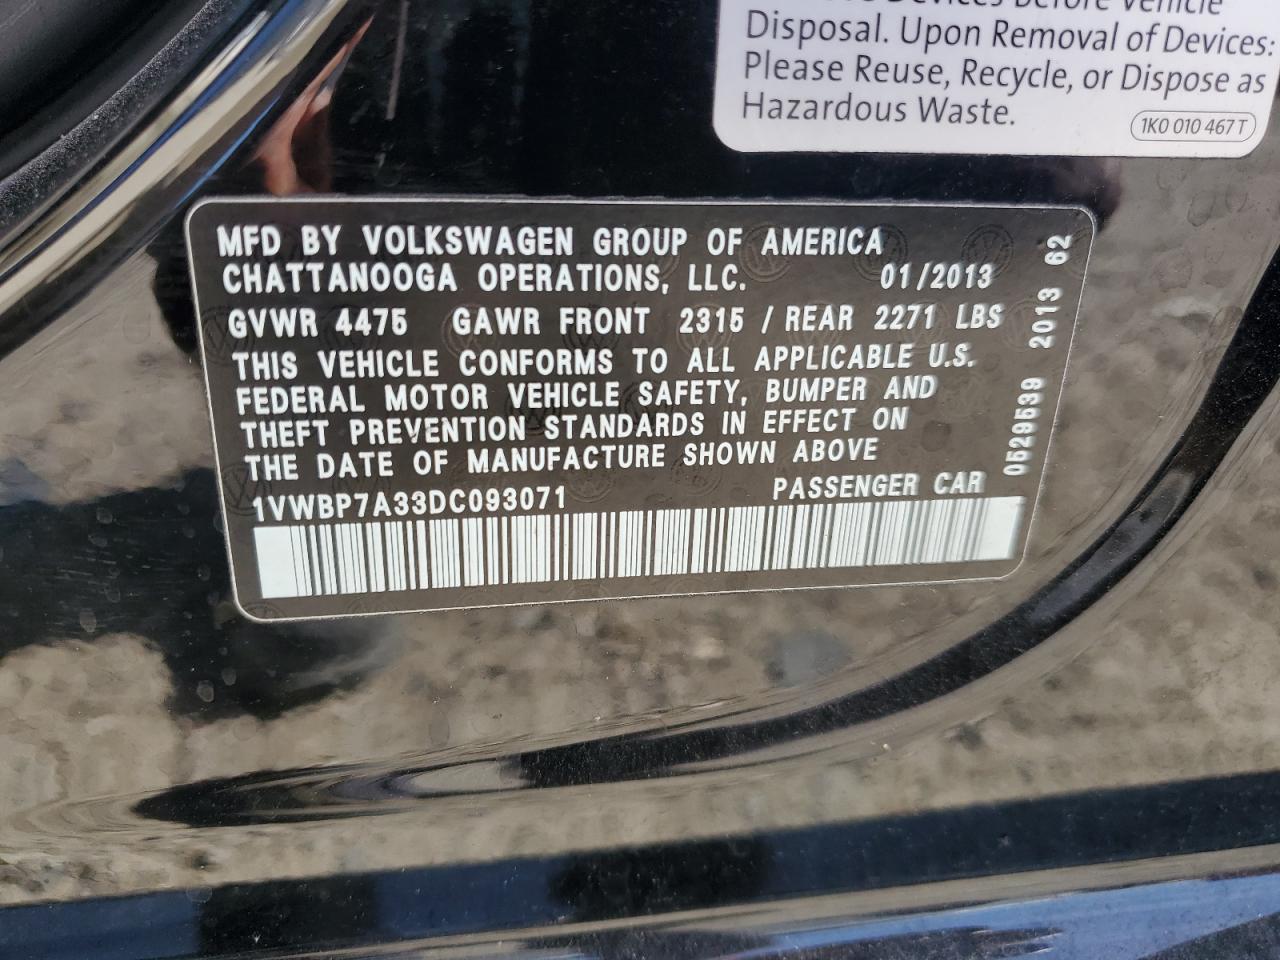 Devices Before Vehicle
Disposal. Upon Removal of Devices:
Please Reuse, Recycle, or Dispose as
Hazardous Waste.
1K0 010 467 T
MFD BY VOLKSWAGEN GROUP OF AMERICA
CHATTANOOGA OPERATIONS, LLC. 01/2013
GVWR 4475 GAWR FRONT 2315 / REAR 2271 LBS
THIS VEHICLE CONFORMS TO ALL APPLICABLE U.S.
FEDERAL MOTOR VEHICLE SAFETY, BUMPER AND
THEFT PREVENTION STANDARDS IN EFFECT ON
THE DATE OF MANUFACTURE SHOWN ABOVE
1VWBP7A33DC093071 PASSENGER CAR
0529539 2013 62